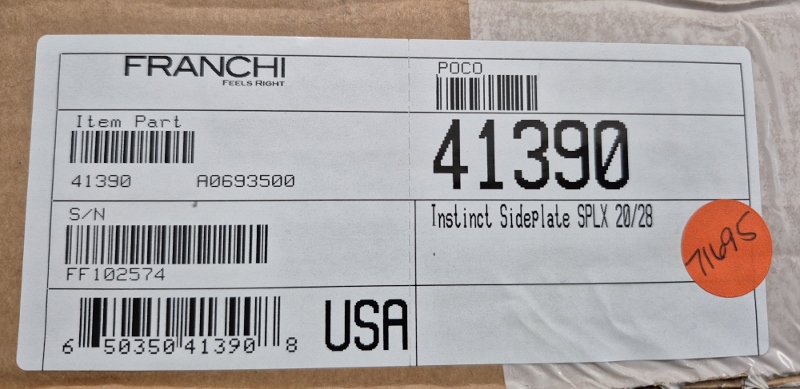 FRANCHI
FEELS RIGHT
POCO
Item Part
41390 A0693500
41390
S/N
FF102574
Instinct Sideplate SPLX 20/28
71695
6 50350 41390 8
USA